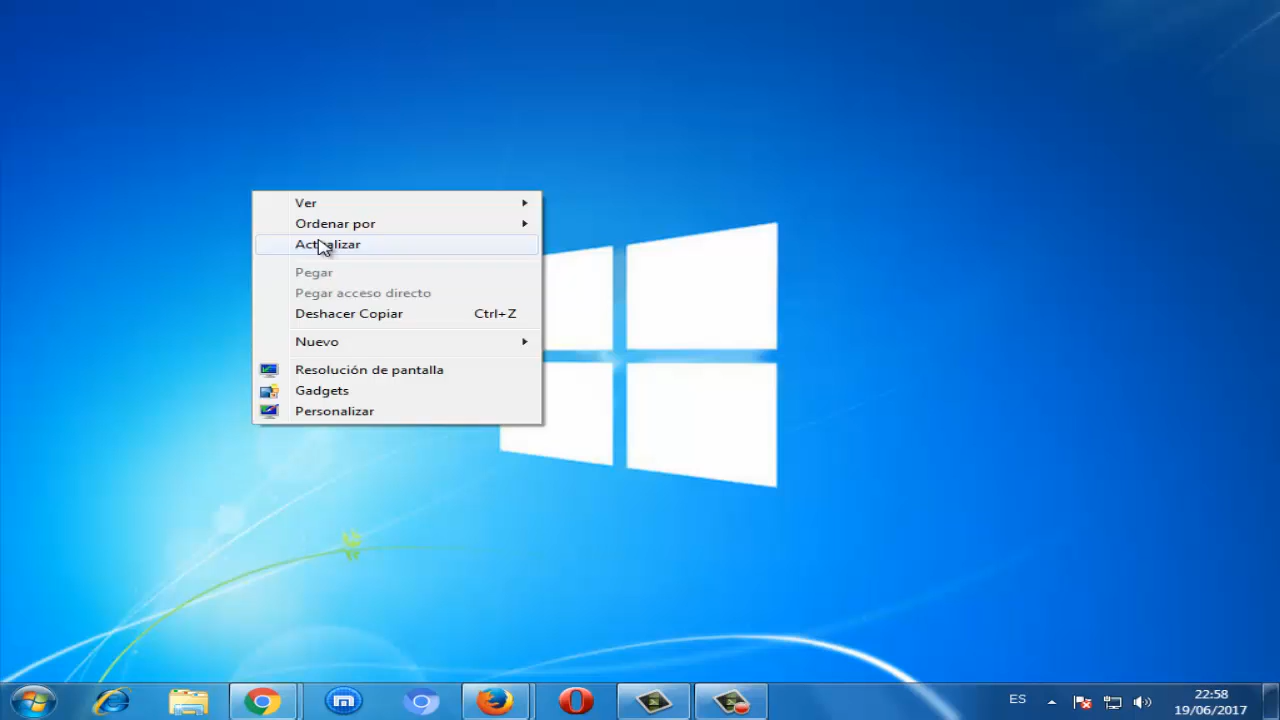 Ver
Ordenar por
Actualizar
Pegar
Pegar acceso directo
Deshacer Copiar Ctrl+Z
Nuevo
Resolución de pantalla
Gadgets
Personalizar
ES
22:58
19/06/2017